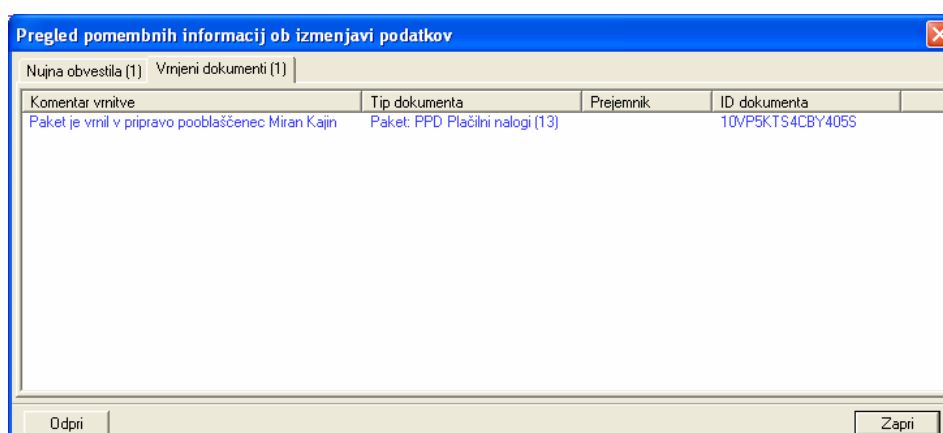 Pregled pomembnih informacij ob izmenjavi podatkov
Nujna obvestila (1) Vrnjeni dokumenti (1)
Komentar vrnitve Tip dokumenta Prejemnik ID dokumenta
Paket je vrnil v pripravo pooblaščenec Miran Kajin Paket: PPD Plačilni nalogi (13) 10VP5KTS4CBY405S
Odpri Zapri